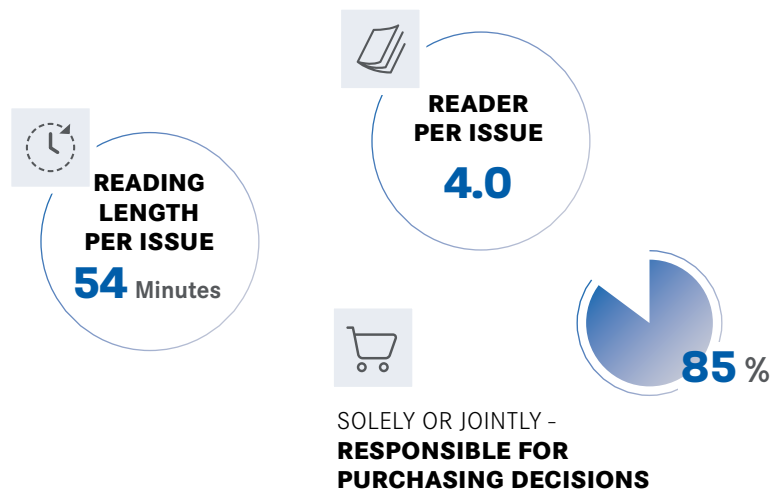 READER
PER ISSUE
4.0
READING
LENGTH
PER ISSUE
54 Minutes
85 %
SOLELY OR JOINTLY –
RESPONSIBLE FOR
PURCHASING DECISIONS